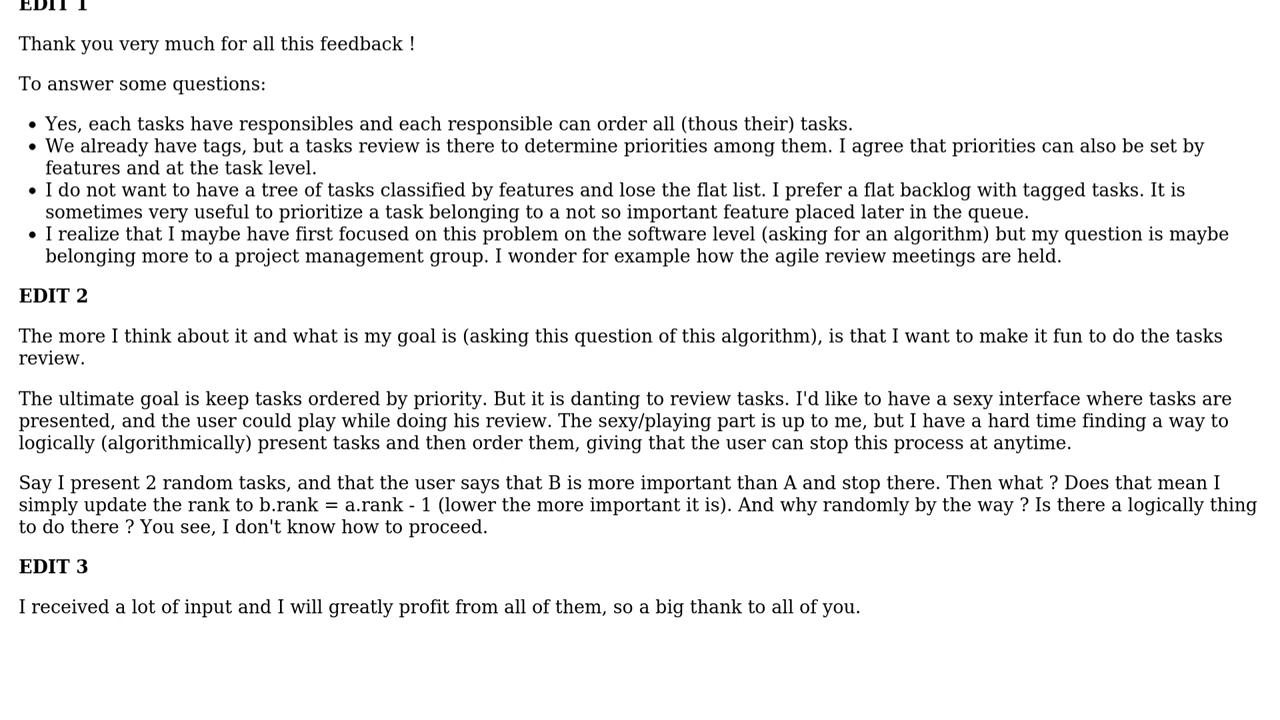 EDIT 1
Thank you very much for all this feedback !
To answer some questions:
• Yes, each tasks have responsibles and each responsible can order all (thous their) tasks.
• We already have tags, but a tasks review is there to determine priorities among them. I agree that priorities can also be set by
features and at the task level.
• I do not want to have a tree of tasks classified by features and lose the flat list. I prefer a flat backlog with tagged tasks. It is
sometimes very useful to prioritize a task belonging to a not so important feature placed later in the queue.
• I realize that I maybe have first focused on this problem on the software level (asking for an algorithm) but my question is maybe
belonging more to a project management group. I wonder for example how the agile review meetings are held.
EDIT 2
The more I think about it and what is my goal is (asking this question of this algorithm), is that I want to make it fun to do the tasks
review.
The ultimate goal is keep tasks ordered by priority. But it is danting to review tasks. I'd like to have a sexy interface where tasks are
presented, and the user could play while doing his review. The sexy/playing part is up to me, but I have a hard time finding a way to
logically (algorithmically) present tasks and then order them, giving that the user can stop this process at anytime.
Say I present 2 random tasks, and that the user says that B is more important than A and stop there. Then what ? Does that mean I
simply update the rank to b.rank = a.rank - 1 (lower the more important it is). And why randomly by the way ? Is there a logically thing
to do there ? You see, I don't know how to proceed.
EDIT 3
I received a lot of input and I will greatly profit from all of them, so a big thank to all of you.